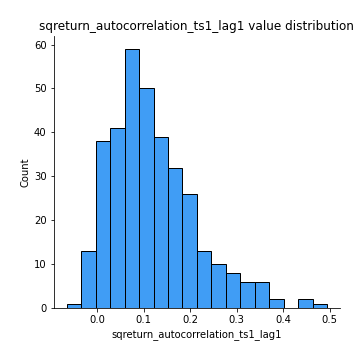 sqreturn_autocorrelation_ts1_lag1 value distribution
60
50
40
30
20
10
0
Count
0.0 0.1 0.2 0.3 0.4 0.5
sqreturn_autocorrelation_ts1_lag1